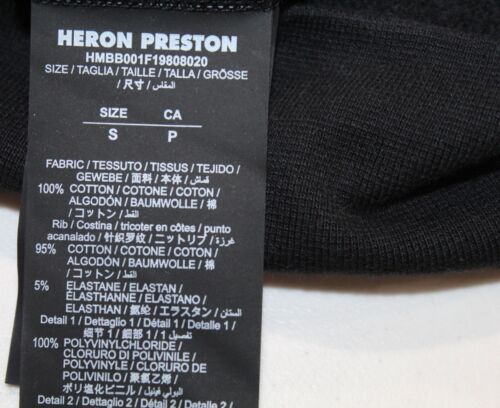 HERON PRESTON
HMBB001F19808020
SIZE / TAGLIA / TAILLE / TALLA / GRÖSSE
/ 尺寸 / المقاس
SIZE CA
S P
FABRIC / TESSUTO / TISSUS / TEJIDO /
GEWEBE / 面料 / 本体 / قماش
100% COTTON / COTONE / COTON /
ALGODÓN / BAUMWOLLE / 棉
/ コットン / القطن
Rib / Costina / tricoter en côtes / punto
acanalado / 针织罗纹 / ニットリブ / غرزة
95% COTTON / COTONE / COTON /
ALGODÓN / BAUMWOLLE / 棉
/ コットン / القطن
5% ELASTANE / ELASTAN /
ÉLASTHANNE / ELASTANO /
ELASTHAN / 氨纶 / エラスタン /
Detail 1 / Dettaglio 1 / Détail 1 / Detalle 1 /
/ 细节 1 / 細部 1 / تفصيل 1
100% POLYVINYLCHLORIDE /
CLORURO DI POLIVINILE /
POLYVINYLE / CLORURO DE
POLIVINILO / 聚氯乙烯 /
ポリ塩化ビニル /
Detail 2 / Dettaglio 2 / Détail 2 / Detalle 2 /